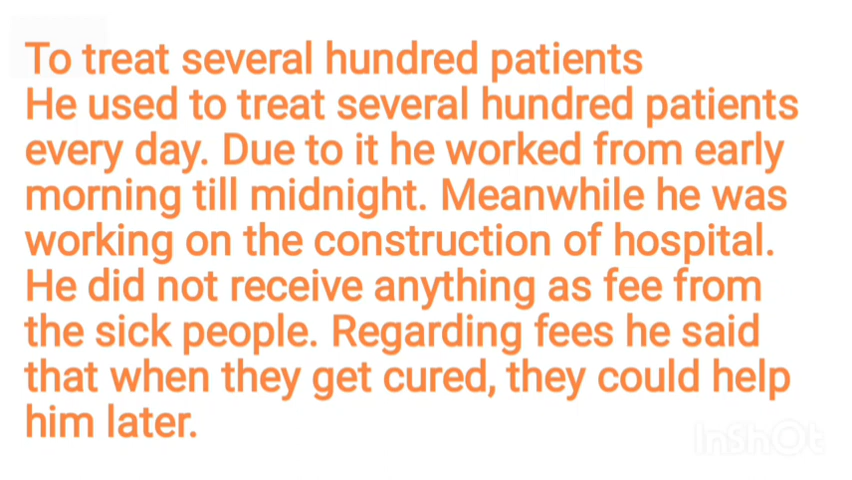 To treat several hundred patients
He used to treat several hundred patients
every day. Due to it he worked from early
morning till midnight. Meanwhile he was
working on the construction of hospital.
He did not receive anything as fee from
the sick people. Regarding fees he said
that when they get cured, they could help
him later.
InShOt